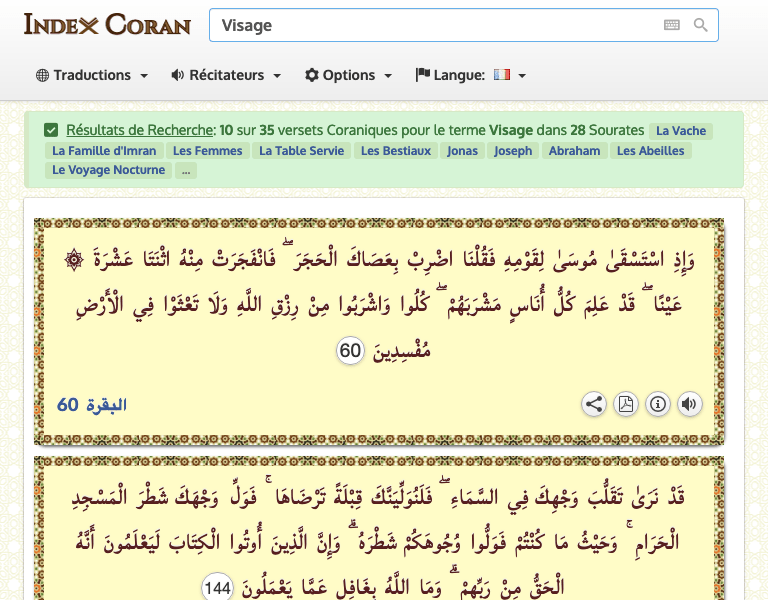 INDEX CORAN
Visage
Traductions
Récitateurs
Options
Langue:
Résultats de Recherche: 10 sur 35 versets Coraniques pour le terme Visage dans 28 Sourates La Vache
La Famille d'Imran Les Femmes La Table Servie Les Bestiaux Jonas Joseph Abraham Les Abeilles
Le Voyage Nocturne ...
وَإِذِ اسْتَسْقَىٰ مُوسَىٰ لِقَوْمِهِ فَقُلْنَا اضْرِبْ بِعَصَاكَ الْحَجَرَ ۖ فَانْفَجَرَتْ مِنْهُ اثْنَتَا عَشْرَةَ ۞
عَيْنًا ۖ قَدْ عَلِمَ كُلُّ أُنَاسٍ مَشْرَبَهُمْ ۖ كُلُوا وَاشْرَبُوا مِنْ رِزْقِ اللَّهِ وَلَا تَعْثَوْا فِي الْأَرْضِ
مُفْسِدِينَ 60
البقرة 60
قَدْ نَرَىٰ تَقَلُّبَ وَجْهِكَ فِي السَّمَاءِ ۖ فَلَنُوَلِّيَنَّكَ قِبْلَةً تَرْضَاهَا ۚ فَوَلِّ وَجْهَكَ شَطْرَ الْمَسْجِدِ
الْحَرَامِ ۚ وَحَيْثُ مَا كُنْتُمْ فَوَلُّوا وُجُوهَكُمْ شَطْرَهُ ۗ وَإِنَّ الَّذِينَ أُوتُوا الْكِتَابَ لَيَعْلَمُونَ أَنَّهُ
الْحَقُّ مِنْ رَبِّهِمْ ۗ وَمَا اللَّهُ بِغَافِلٍ عَمَّا يَعْمَلُونَ 144